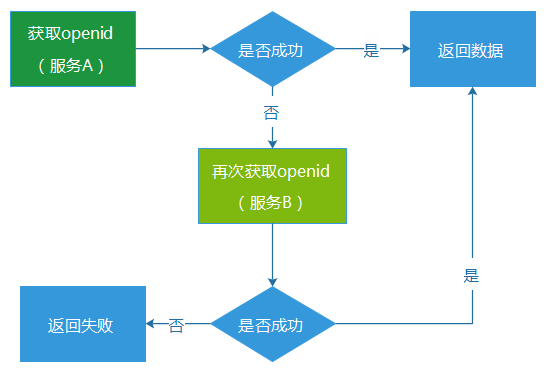 获取openid
（服务A）
是否成功
是
返回数据
否
再次获取openid
（服务B）
是
返回失败
否
是否成功